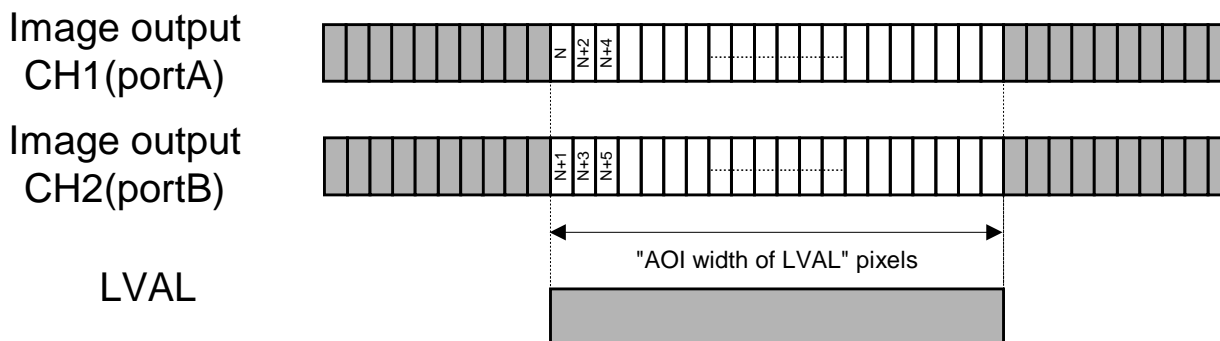 Image output
CH1(portA)
N
N+2
N+4
Image output
CH2(portB)
N+1
N+3
N+5
"AOI width of LVAL" pixels
LVAL